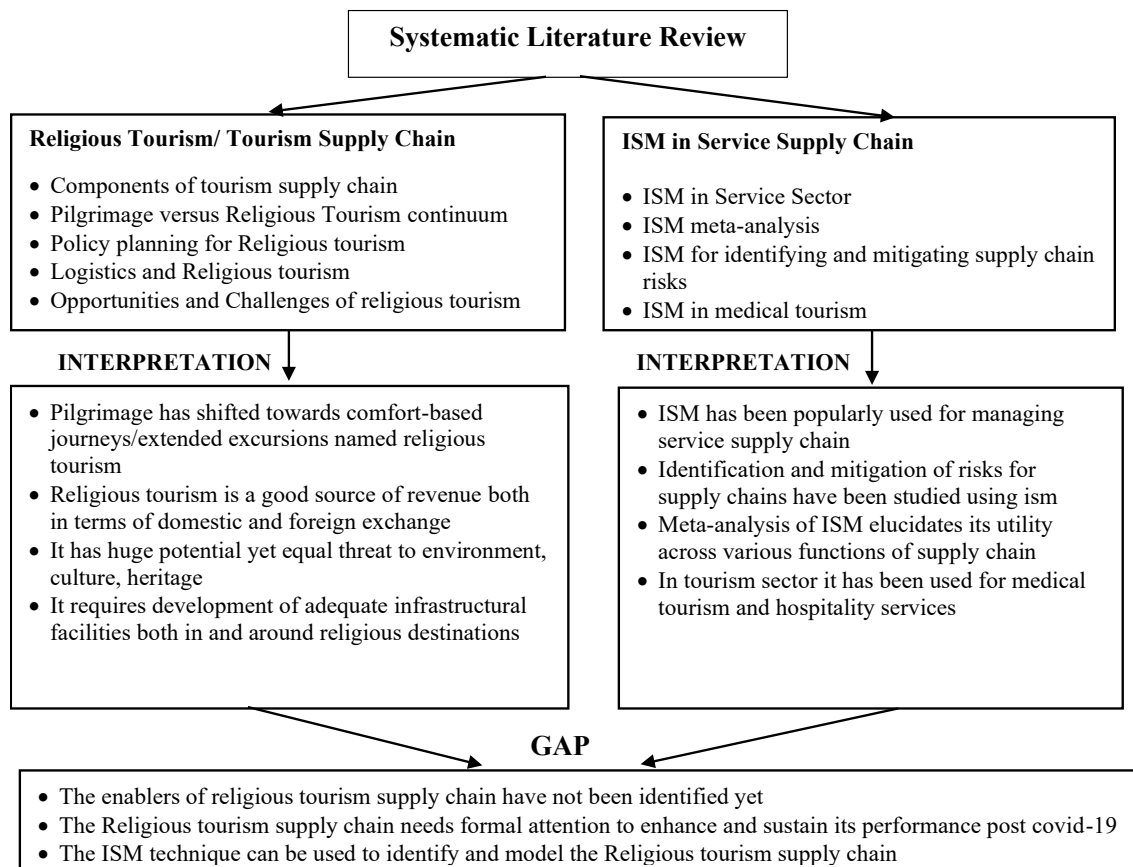 Systematic Literature Review
Religious Tourism/ Tourism Supply Chain
• Components of tourism supply chain
• Pilgrimage versus Religious Tourism continuum
• Policy planning for Religious tourism
• Logistics and Religious tourism
• Opportunities and Challenges of religious tourism
ISM in Service Supply Chain
• ISM in Service Sector
• ISM meta-analysis
• ISM for identifying and mitigating supply chain
risks
• ISM in medical tourism
INTERPRETATION
• Pilgrimage has shifted towards comfort-based
journeys/extended excursions named religious
tourism
• Religious tourism is a good source of revenue both
in terms of domestic and foreign exchange
• It has huge potential yet equal threat to environment,
culture, heritage
• It requires development of adequate infrastructural
facilities both in and around religious destinations
INTERPRETATION
• ISM has been popularly used for managing
service supply chain
• Identification and mitigation of risks for
supply chains have been studied using ism
• Meta-analysis of ISM elucidates its utility
across various functions of supply chain
• In tourism sector it has been used for medical
tourism and hospitality services
GAP
• The enablers of religious tourism supply chain have not been identified yet
• The Religious tourism supply chain needs formal attention to enhance and sustain its performance post covid-19
• The ISM technique can be used to identify and model the Religious tourism supply chain